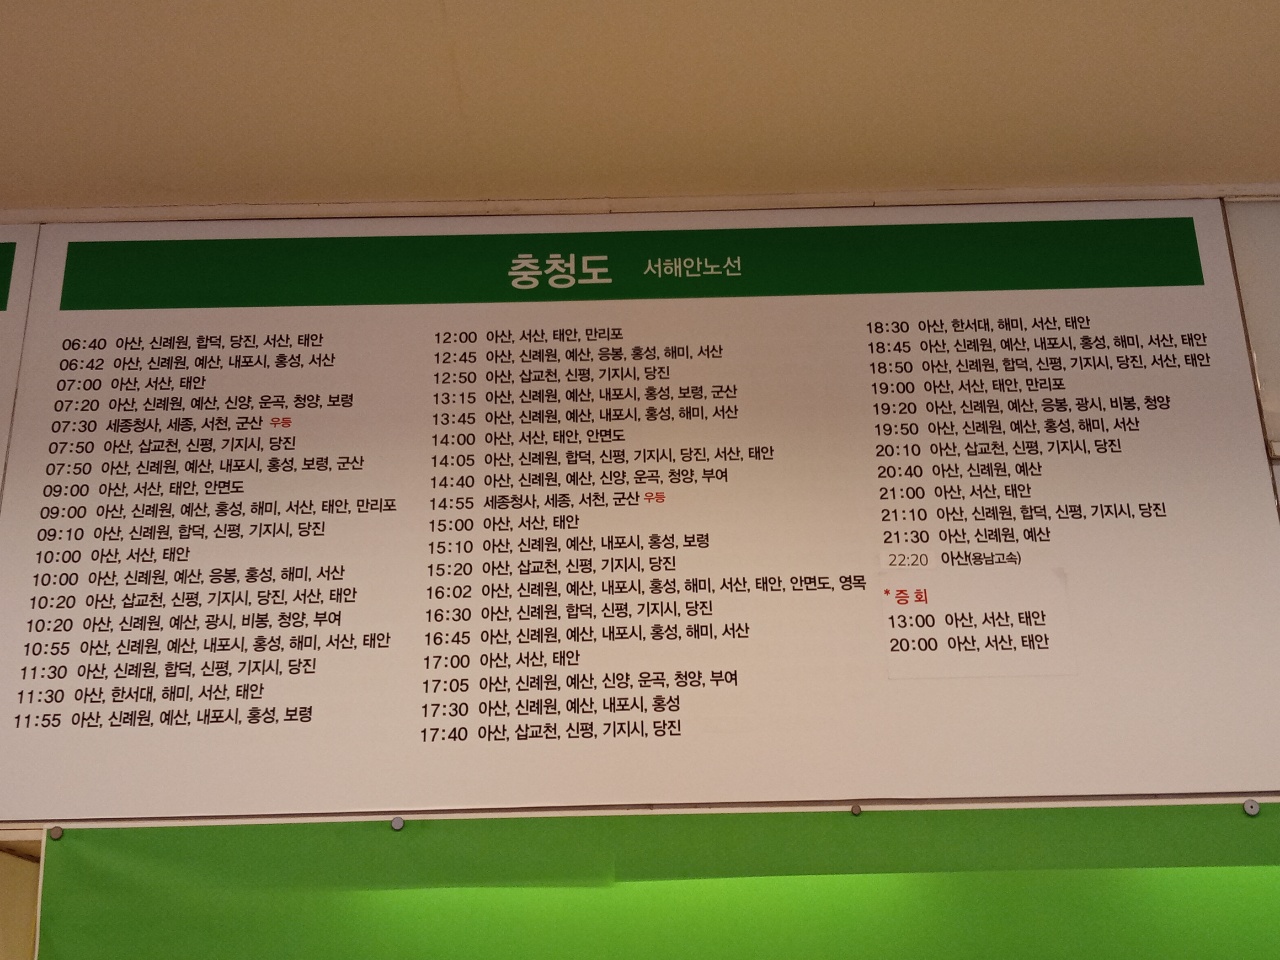 충청도 서해안노선
06:40 아산, 신례원, 합덕, 당진, 서산, 태안
06:42 아산, 신례원, 예산, 내포시, 홍성, 서산
07:00 아산, 서산, 태안
07:20 아산, 신례원, 예산, 신양, 운곡, 청양, 보령
07:30 세종청사, 세종, 서천, 군산 우등
07:50 아산, 삽교천, 신평, 기지시, 당진
07:50 아산, 신례원, 예산, 내포시, 홍성, 보령, 군산
09:00 아산, 서산, 태안, 안면도
09:00 아산, 신례원, 예산, 홍성, 해미, 서산, 태안, 만리포
09:10 아산, 신례원, 합덕, 신평, 기지시, 당진
10:00 아산, 서산, 태안
10:00 아산, 신례원, 예산, 응봉, 홍성, 해미, 서산
10:20 아산, 삽교천, 신평, 기지시, 당진, 서산, 태안
10:20 아산, 신례원, 예산, 광시, 비봉, 청양, 부여
10:55 아산, 신례원, 예산, 내포시, 홍성, 해미, 서산, 태안
11:30 아산, 신례원, 합덕, 신평, 기지시, 당진
11:30 아산, 한서대, 해미, 서산, 태안
11:55 아산, 신례원, 예산, 내포시, 홍성, 보령
12:00 아산, 서산, 태안, 만리포
12:45 아산, 신례원, 예산, 응봉, 홍성, 해미, 서산
12:50 아산, 삽교천, 신평, 기지시, 당진
13:15 아산, 신례원, 예산, 내포시, 홍성, 보령, 군산
13:45 아산, 신례원, 예산, 내포시, 홍성, 해미, 서산
14:00 아산, 서산, 태안, 안면도
14:05 아산, 신례원, 합덕, 신평, 기지시, 당진, 서산, 태안
14:40 아산, 신례원, 예산, 신양, 운곡, 청양, 부여
14:55 세종청사, 세종, 서천, 군산 우등
15:00 아산, 서산, 태안
15:10 아산, 신례원, 예산, 내포시, 홍성, 보령
15:20 아산, 삽교천, 신평, 기지시, 당진
16:02 아산, 신례원, 예산, 내포시, 홍성, 해미, 서산, 태안, 안면도, 영목
16:30 아산, 신례원, 합덕, 신평, 기지시, 당진
16:45 아산, 신례원, 예산, 내포시, 홍성, 해미, 서산
17:00 아산, 서산, 태안
17:05 아산, 신례원, 예산, 신양, 운곡, 청양, 부여
17:30 아산, 신례원, 예산, 내포시, 홍성
17:40 아산, 삽교천, 신평, 기지시, 당진
18:30 아산, 한서대, 해미, 서산, 태안
18:45 아산, 신례원, 예산, 내포시, 홍성, 해미, 서산, 태안
18:50 아산, 신례원, 합덕, 신평, 기지시, 당진, 서산, 태안
19:00 아산, 서산, 태안, 만리포
19:20 아산, 신례원, 예산, 응봉, 광시, 비봉, 청양
19:50 아산, 신례원, 예산, 홍성, 해미, 서산
20:10 아산, 삽교천, 신평, 기지시, 당진
20:40 아산, 신례원, 예산
21:00 아산, 서산, 태안
21:10 아산, 신례원, 합덕, 신평, 기지시, 당진
21:30 아산, 신례원, 예산
22:20 아산(용남고속)
* 증 회
13:00 아산, 서산, 태안
20:00 아산, 서산, 태안